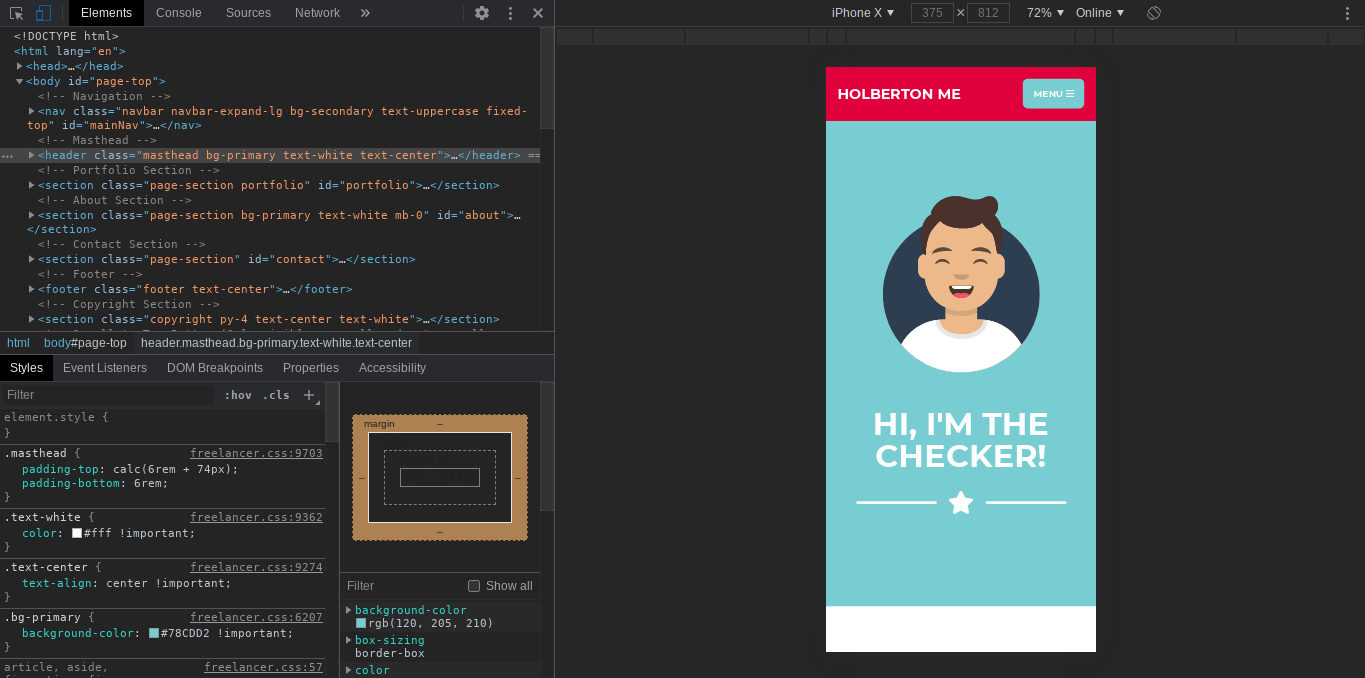 Elements Console Sources Network »
<!DOCTYPE html>
<html lang="en">
<head>…</head>
<body id="page-top">
<!-- Navigation -->
<nav class="navbar navbar-expand-lg bg-secondary text-uppercase fixed-
top" id="mainNav">…</nav>
<!-- Masthead -->
… <header class="masthead bg-primary text-white text-center">…</header> ==
<!-- Portfolio Section -->
<section class="page-section portfolio" id="portfolio">…</section>
<!-- About Section -->
<section class="page-section bg-primary text-white mb-0" id="about">…
</section>
<!-- Contact Section -->
<section class="page-section" id="contact">…</section>
<!-- Footer -->
<footer class="footer text-center">…</footer>
<!-- Copyright Section -->
<section class="copyright py-4 text-center text-white">…</section>
html body#page-top header.masthead.bg-primary.text-white.text-center
Styles Event Listeners DOM Breakpoints Properties Accessibility
Filter :hov .cls +
element.style {
}
.masthead { freelancer.css:9703
padding-top: calc(6rem + 74px);
padding-bottom: 6rem;
}
.text-white { freelancer.css:9362
color: #fff !important;
}
.text-center { freelancer.css:9274
text-align: center !important;
}
.bg-primary { freelancer.css:6207
background-color: #78CDD2 !important;
}
article, aside, freelancer.css:57
margin –
– –
–
Filter Show all
background-color
rgb(120, 205, 210)
box-sizing
border-box
color
iPhone X ▼ 375 × 812 72% ▼ Online ▼
HOLBERTON ME
MENU
HI, I'M THE
CHECKER!